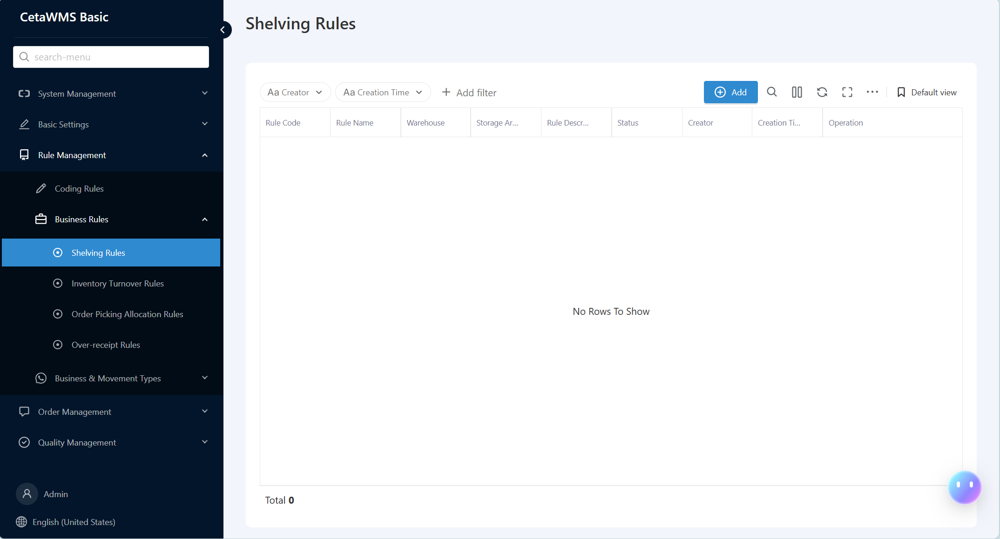 CetaWMS Basic
search-menu
System Management
Basic Settings
Rule Management
Coding Rules
Business Rules
Shelving Rules
Inventory Turnover Rules
Order Picking Allocation Rules
Over-receipt Rules
Business & Movement Types
Order Management
Quality Management
Admin
English (United States)
Shelving Rules
Aa Creator Aa Creation Time Add filter Add Default view
Rule Code Rule Name Warehouse Storage Ar... Rule Descr... Status Creator Creation Ti... Operation
No Rows To Show
Total 0